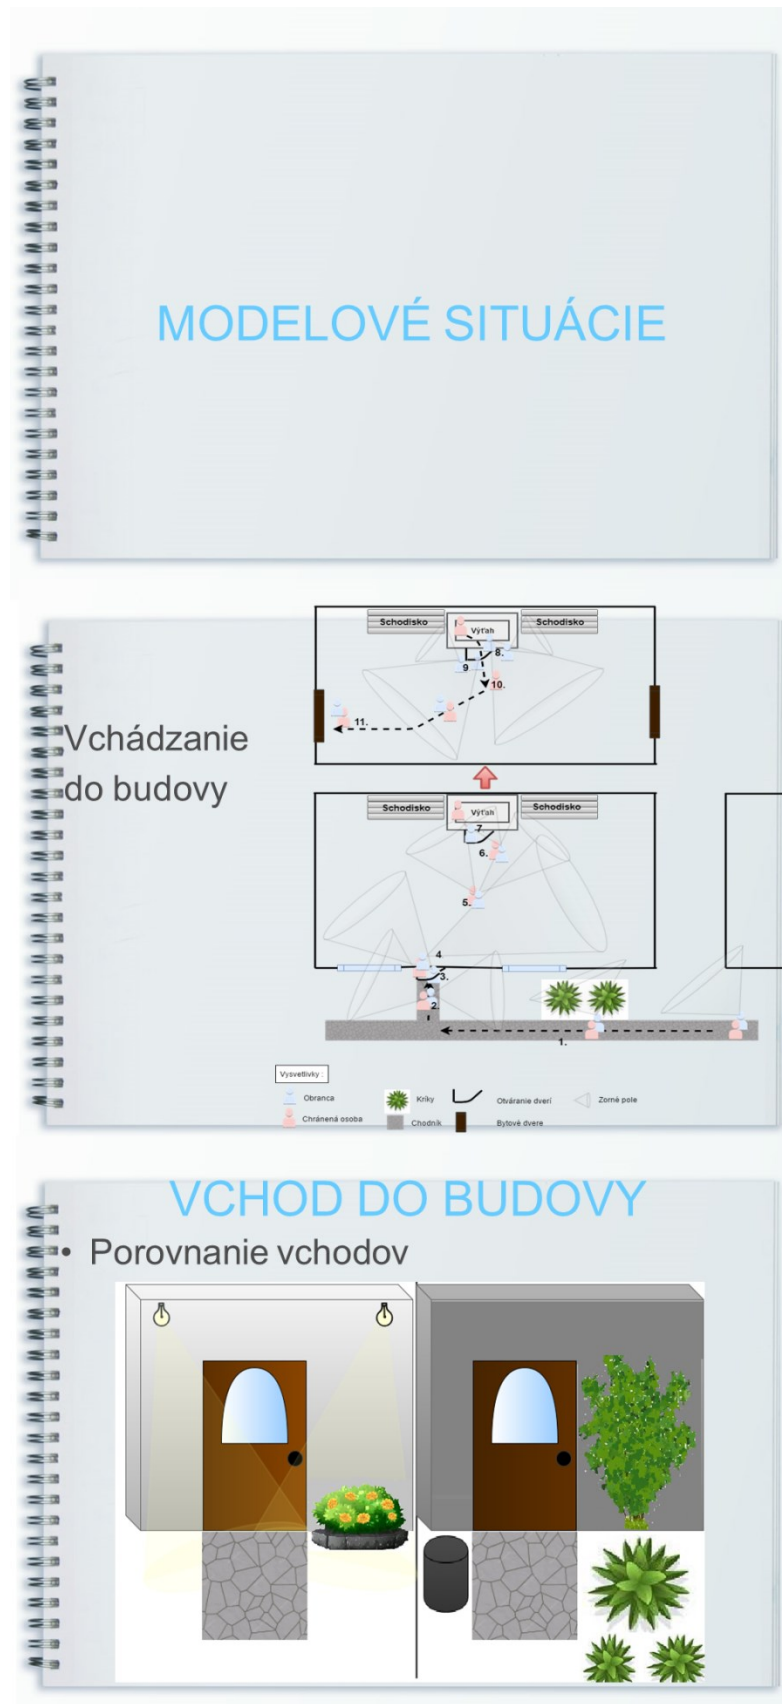 MODELOVÉ SITUÁCIE
Vchádzanie
do budovy
Schodisko
Výťah
Schodisko
8.
9
10.
11.
Schodisko
Výťah
Schodisko
7
6.
5.
4
3.
2.
1.
Vysvetlivky :
Obranca
Kríky
Otváranie dverí
Zorné pole
Chránená osoba
Chodník
Bytové dvere
VCHOD DO BUDOVY
• Porovnanie vchodov